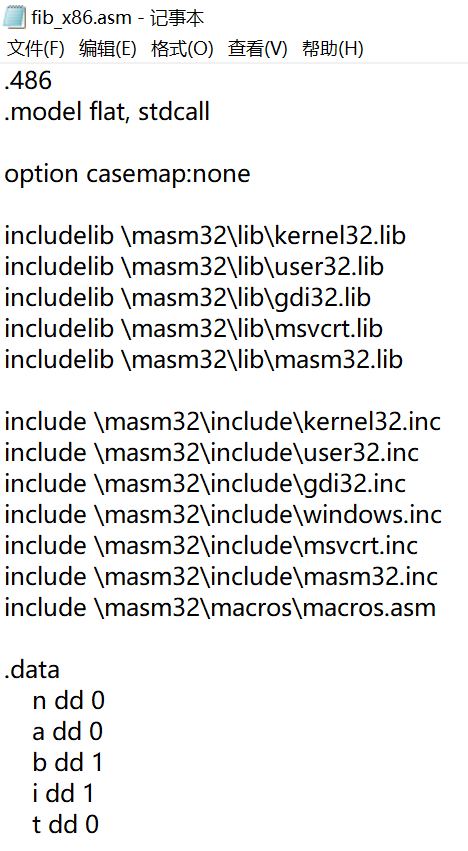 fib_x86.asm - 记事本
文件(F) 编辑(E) 格式(O) 查看(V) 帮助(H)
.486
.model flat, stdcall
option casemap:none
includelib \masm32\lib\kernel32.lib
includelib \masm32\lib\user32.lib
includelib \masm32\lib\gdi32.lib
includelib \masm32\lib\msvcrt.lib
includelib \masm32\lib\masm32.lib
include \masm32\include\kernel32.inc
include \masm32\include\user32.inc
include \masm32\include\gdi32.inc
include \masm32\include\windows.inc
include \masm32\include\msvcrt.inc
include \masm32\include\masm32.inc
include \masm32\macros\macros.asm
.data
n dd 0
a dd 0
b dd 1
i dd 1
t dd 0